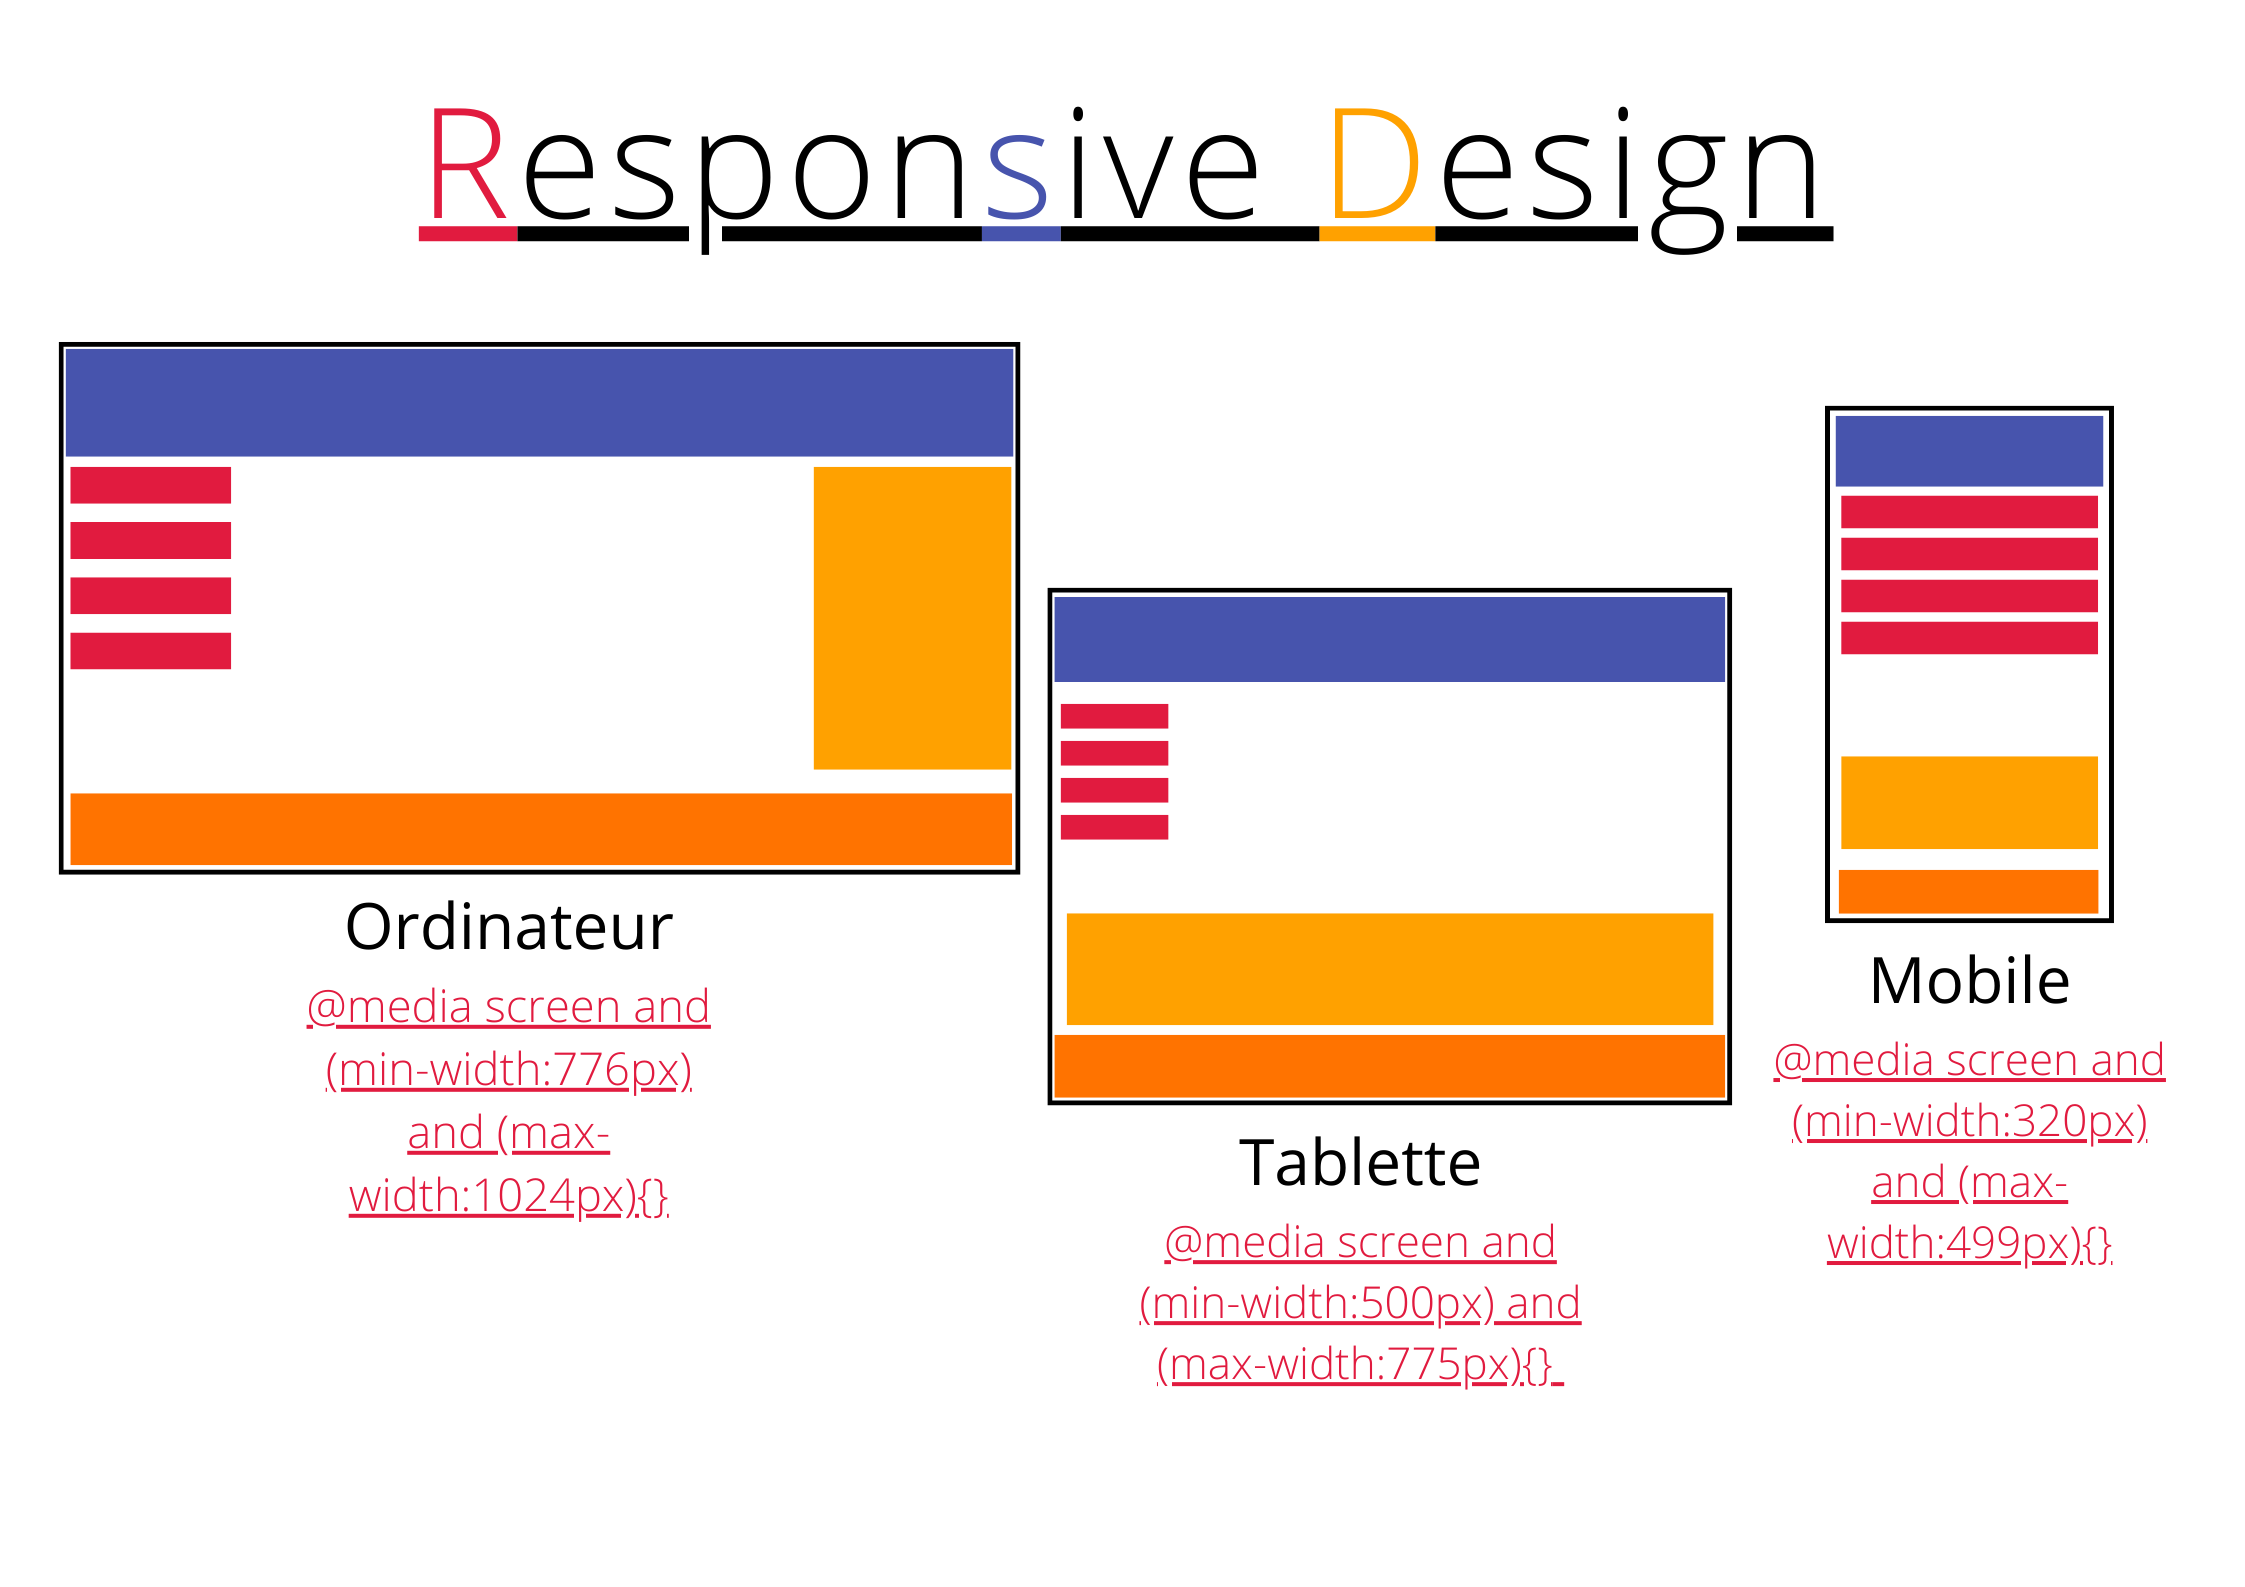 Responsive Design
Ordinateur
@media screen and
(min-width:776px)
and (max-
width:1024px){}
Tablette
@media screen and
(min-width:500px) and
(max-width:775px){}
Mobile
@media screen and
(min-width:320px)
and (max-
width:499px){}